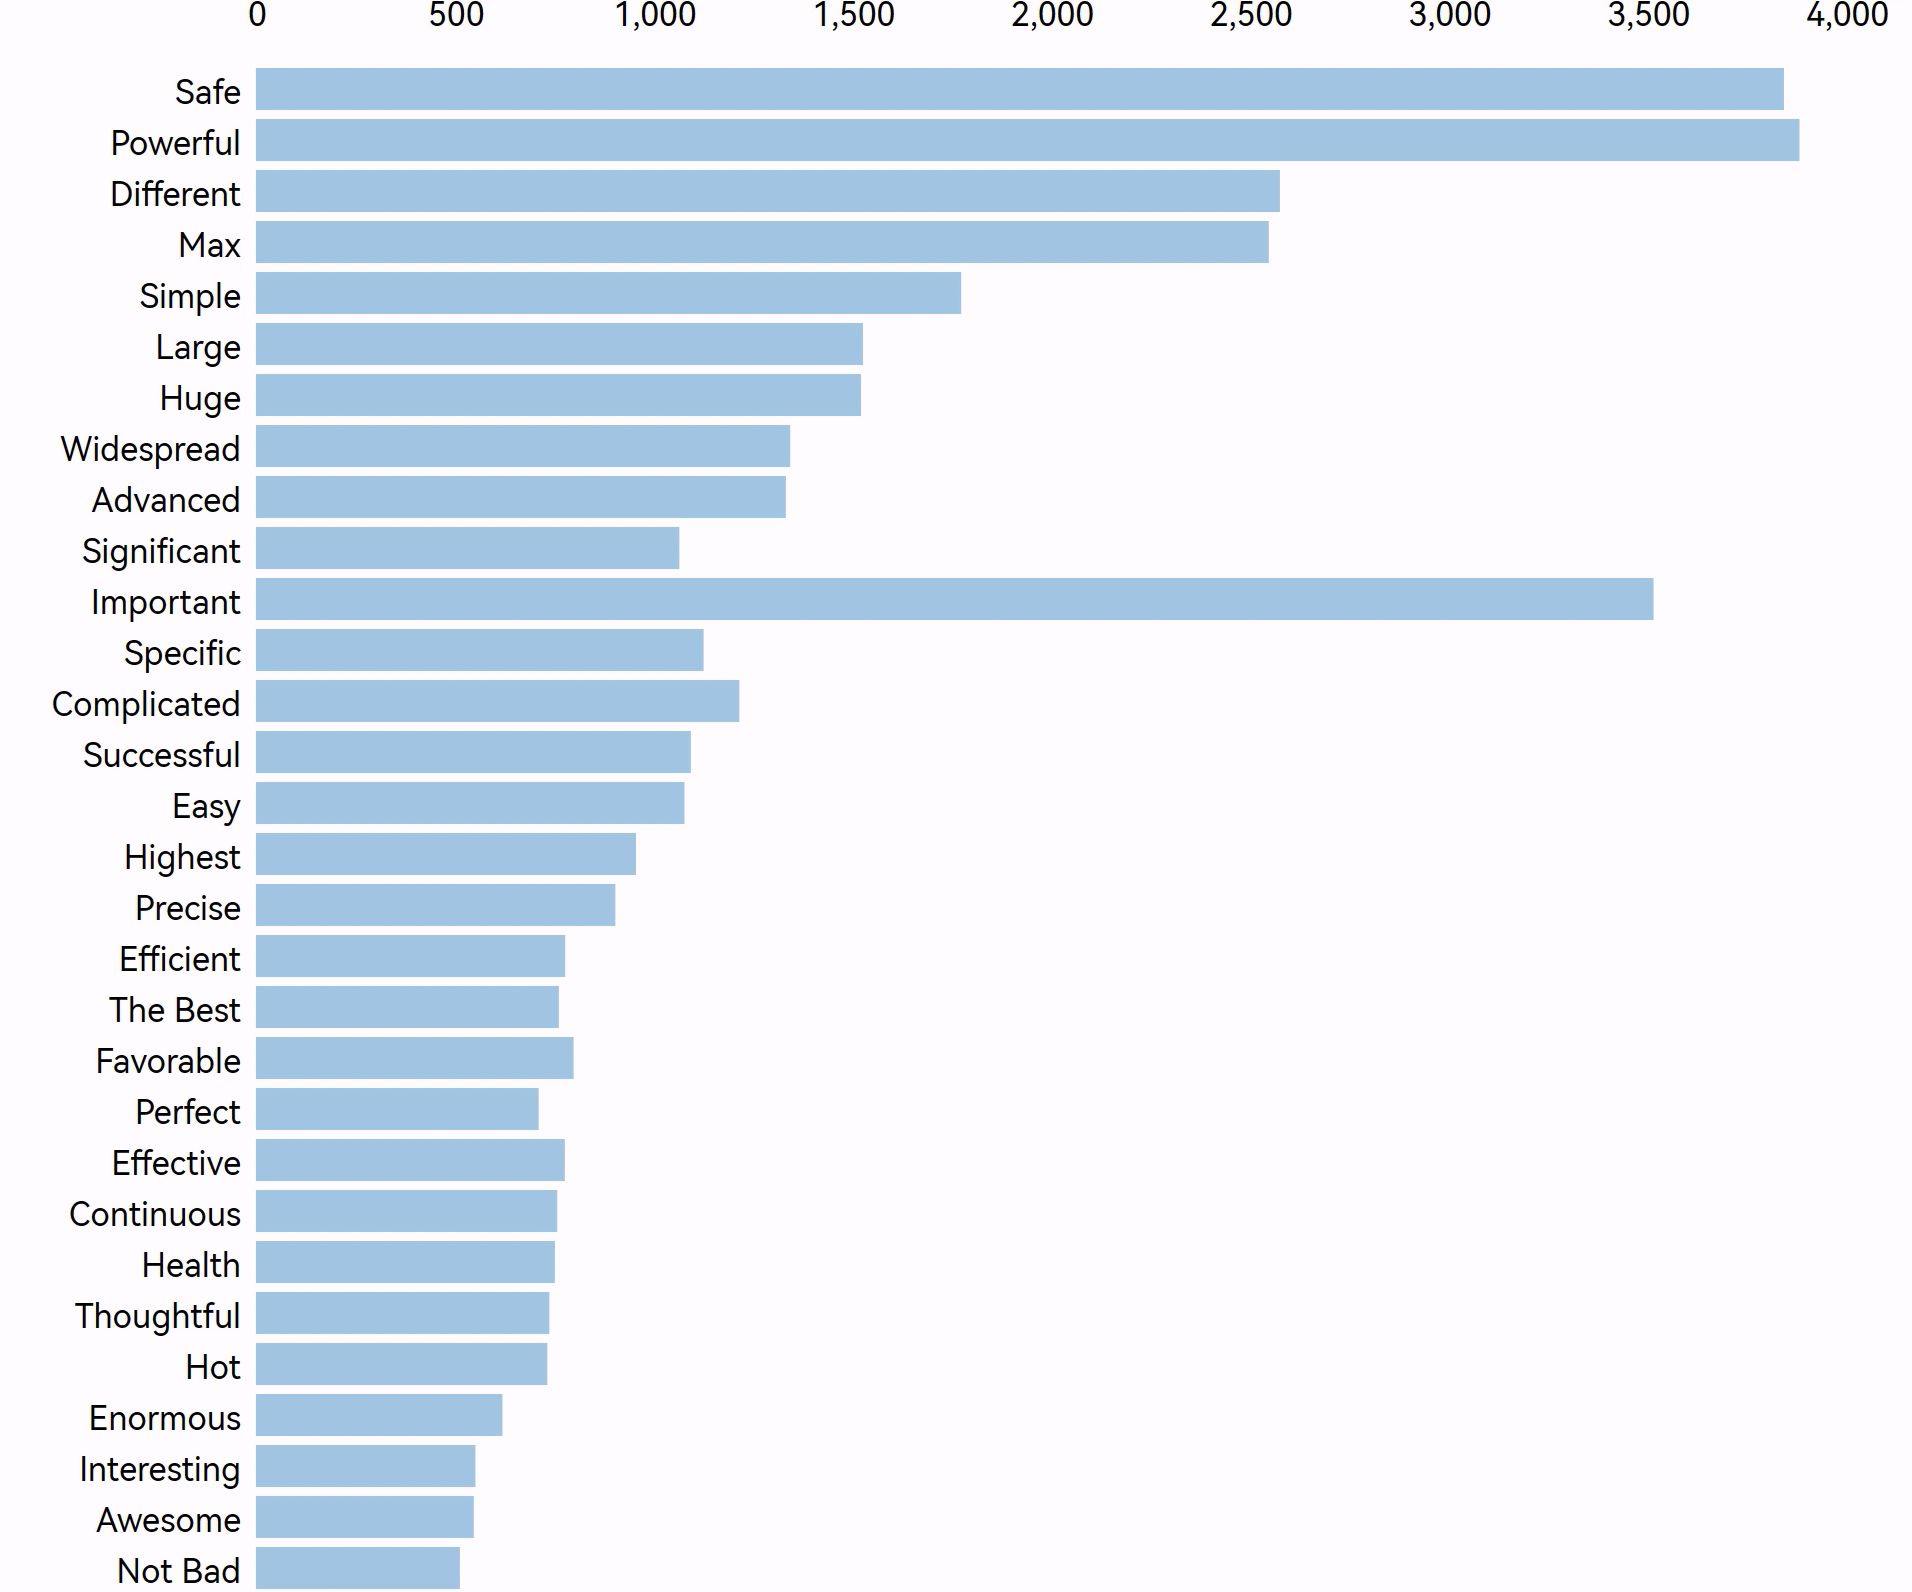 0 500 1,000 1,500 2,000 2,500 3,000 3,500 4,000
Safe
Powerful
Different
Max
Simple
Large
Huge
Widespread
Advanced
Significant
Important
Specific
Complicated
Successful
Easy
Highest
Precise
Efficient
The Best
Favorable
Perfect
Effective
Continuous
Health
Thoughtful
Hot
Enormous
Interesting
Awesome
Not Bad